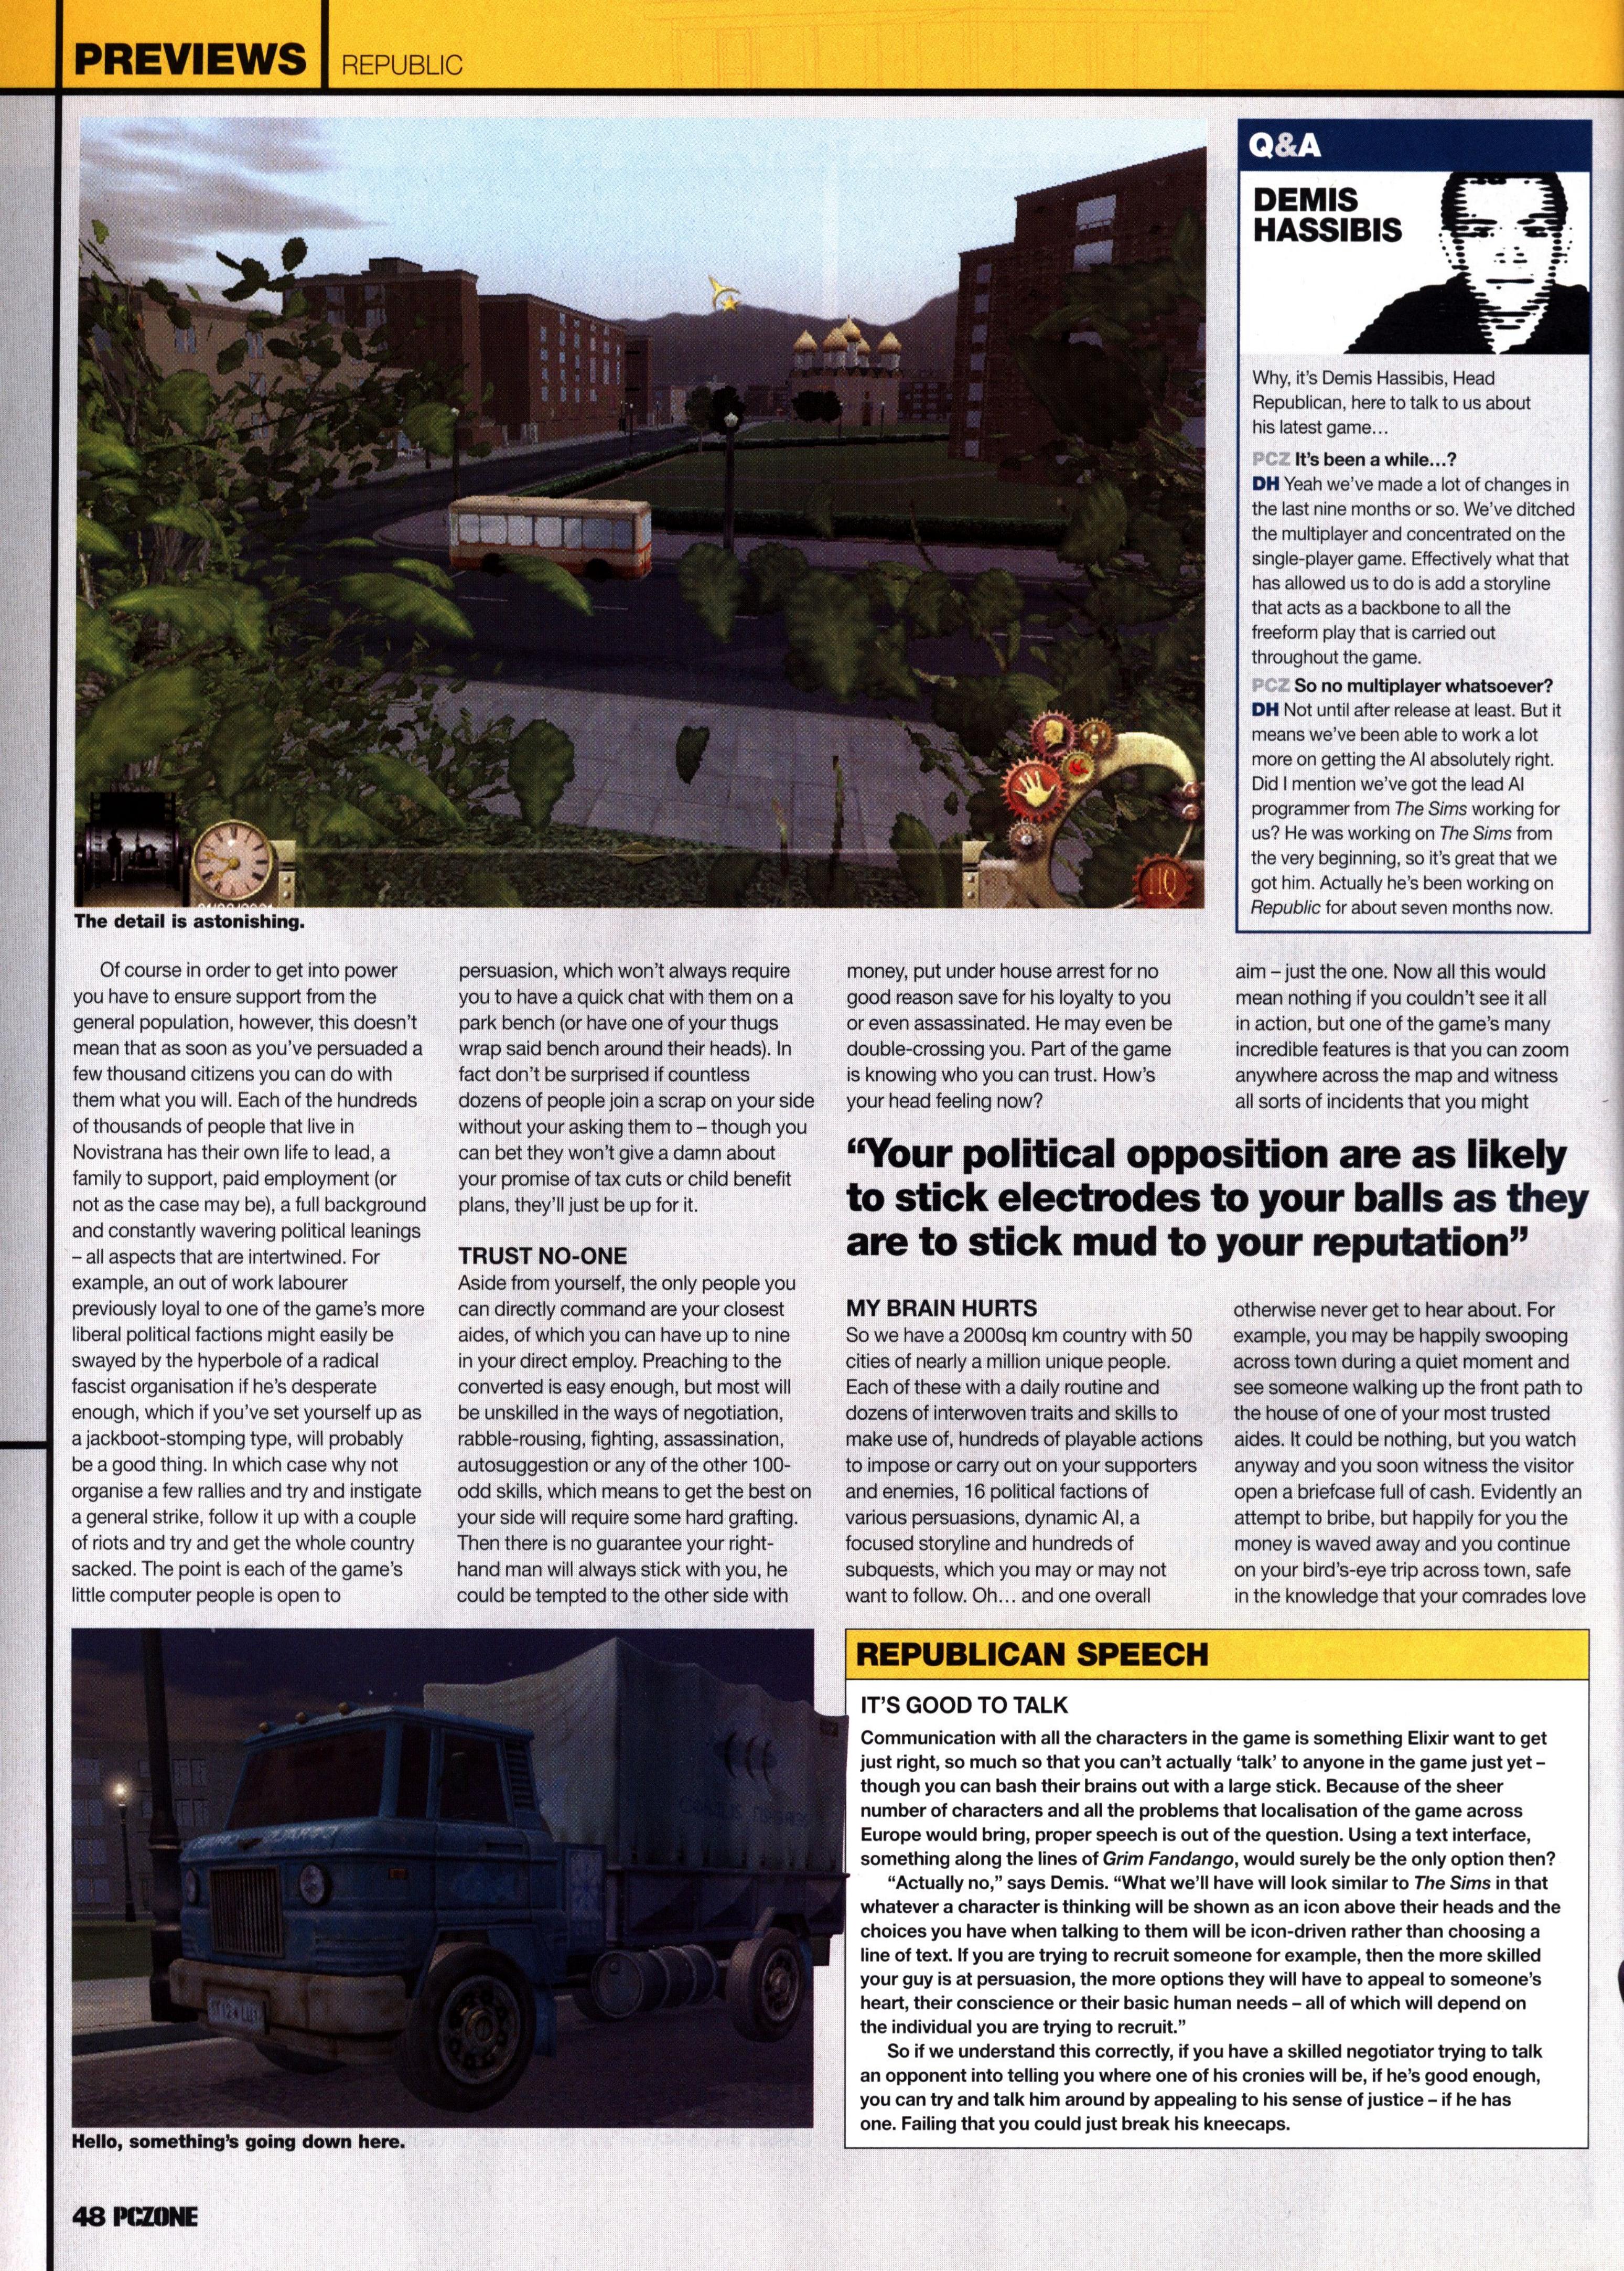 PREVIEWS
REPUBLIC
Q&A
DEMIS
HASSIBIS
Why, it's Demis Hassibis, Head
Republican, here to talk to us about
his latest game…
PCZ It's been a while…?
DH Yeah we've made a lot of changes in
the last nine months or so. We've ditched
the multiplayer and concentrated on the
single-player game. Effectively what that
has allowed us to do is add a storyline
that acts as a backbone to all the
freeform play that is carried out
throughout the game.
PCZ So no multiplayer whatsoever?
DH Not until after release at least. But it
means we've been able to work a lot
more on getting the AI absolutely right.
Did I mention we've got the lead AI
programmer from The Sims working for
us? He was working on The Sims from
the very beginning, so it's great that we
got him. Actually he's been working on
Republic for about seven months now.
HQ
The detail is astonishing.
Of course in order to get into power
you have to ensure support from the
general population, however, this doesn't
mean that as soon as you've persuaded a
few thousand citizens you can do with
them what you will. Each of the hundreds
of thousands of people that live in
Novistrana has their own life to lead, a
family to support, paid employment (or
not as the case may be), a full background
and constantly wavering political leanings
– all aspects that are intertwined. For
example, an out of work labourer
previously loyal to one of the game's more
liberal political factions might easily be
swayed by the hyperbole of a radical
fascist organisation if he's desperate
enough, which if you've set yourself up as
a jackboot-stomping type, will probably
be a good thing. In which case why not
organise a few rallies and try and instigate
a general strike, follow it up with a couple
of riots and try and get the whole country
sacked. The point is each of the game's
little computer people is open to
persuasion, which won't always require
you to have a quick chat with them on a
park bench (or have one of your thugs
wrap said bench around their heads). In
fact don't be surprised if countless
dozens of people join a scrap on your side
without your asking them to – though you
can bet they won't give a damn about
your promise of tax cuts or child benefit
plans, they'll just be up for it.
TRUST NO-ONE
Aside from yourself, the only people you
can directly command are your closest
aides, of which you can have up to nine
in your direct employ. Preaching to the
converted is easy enough, but most will
be unskilled in the ways of negotiation,
rabble-rousing, fighting, assassination,
autosuggestion or any of the other 100-
odd skills, which means to get the best on
your side will require some hard grafting.
Then there is no guarantee your right-
hand man will always stick with you, he
could be tempted to the other side with
money, put under house arrest for no
good reason save for his loyalty to you
or even assassinated. He may even be
double-crossing you. Part of the game
is knowing who you can trust. How's
your head feeling now?
“Your political opposition are as likely
to stick electrodes to your balls as they
are to stick mud to your reputation”
MY BRAIN HURTS
So we have a 2000sq km country with 50
cities of nearly a million unique people.
Each of these with a daily routine and
dozens of interwoven traits and skills to
make use of, hundreds of playable actions
to impose or carry out on your supporters
and enemies, 16 political factions of
various persuasions, dynamic AI, a
focused storyline and hundreds of
subquests, which you may or may not
want to follow. Oh… and one overall
aim – just the one. Now all this would
mean nothing if you couldn't see it all
in action, but one of the game's many
incredible features is that you can zoom
anywhere across the map and witness
all sorts of incidents that you might
otherwise never get to hear about. For
example, you may be happily swooping
across town during a quiet moment and
see someone walking up the front path to
the house of one of your most trusted
aides. It could be nothing, but you watch
anyway and you soon witness the visitor
open a briefcase full of cash. Evidently an
attempt to bribe, but happily for you the
money is waved away and you continue
on your bird's-eye trip across town, safe
in the knowledge that your comrades love
Hello, something's going down here.
REPUBLICAN SPEECH
IT'S GOOD TO TALK
Communication with all the characters in the game is something Elixir want to get
just right, so much so that you can't actually ‘talk’ to anyone in the game just yet –
though you can bash their brains out with a large stick. Because of the sheer
number of characters and all the problems that localisation of the game across
Europe would bring, proper speech is out of the question. Using a text interface,
something along the lines of Grim Fandango, would surely be the only option then?
“Actually no,” says Demis. “What we'll have will look similar to The Sims in that
whatever a character is thinking will be shown as an icon above their heads and the
choices you have when talking to them will be icon-driven rather than choosing a
line of text. If you are trying to recruit someone for example, then the more skilled
your guy is at persuasion, the more options they will have to appeal to someone's
heart, their conscience or their basic human needs – all of which will depend on
the individual you are trying to recruit.”
So if we understand this correctly, if you have a skilled negotiator trying to talk
an opponent into telling you where one of his cronies will be, if he's good enough,
you can try and talk him around by appealing to his sense of justice – if he has
one. Failing that you could just break his kneecaps.
48 PCZONE